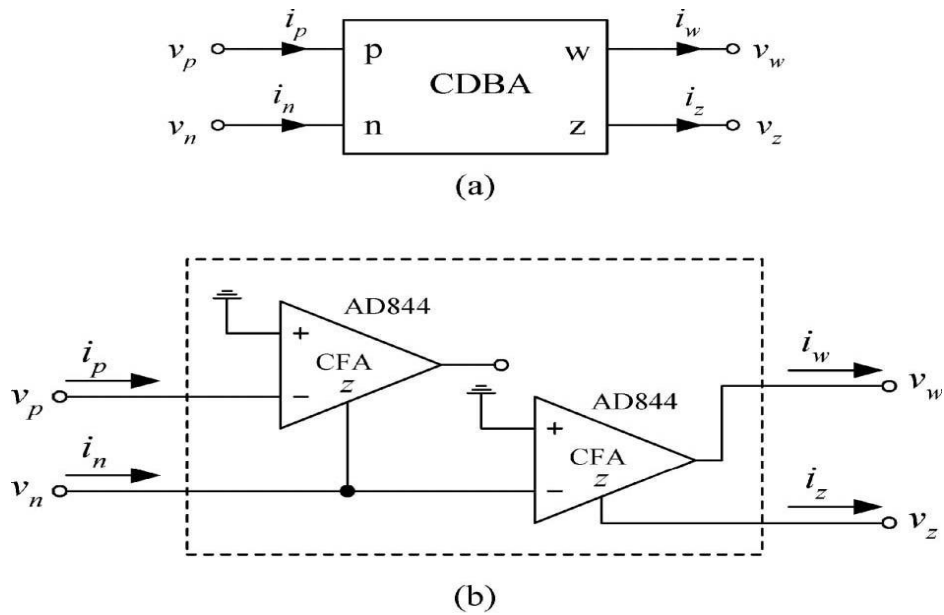 i_p
i_w
v_p
p
w
v_w
CDBA
i_n
i_z
v_n
n
z
v_z
(a)
AD844
+
i_p
CFA
i_w
z
AD844
v_p
−
v_w
+
i_n
CFA
z
i_z
v_n
−
v_z
(b)